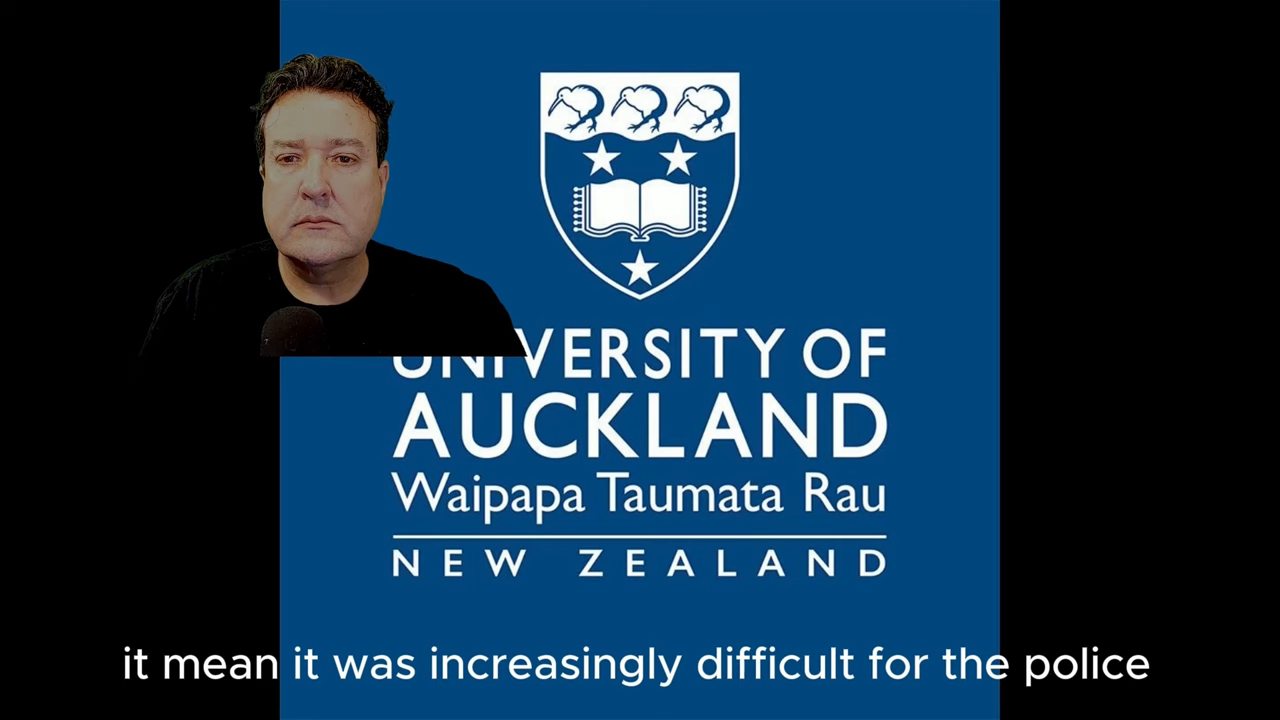 UNIVERSITY OF
AUCKLAND
Waipapa Taumata Rau
NEW ZEALAND
it mean it was increasingly difficult for the police